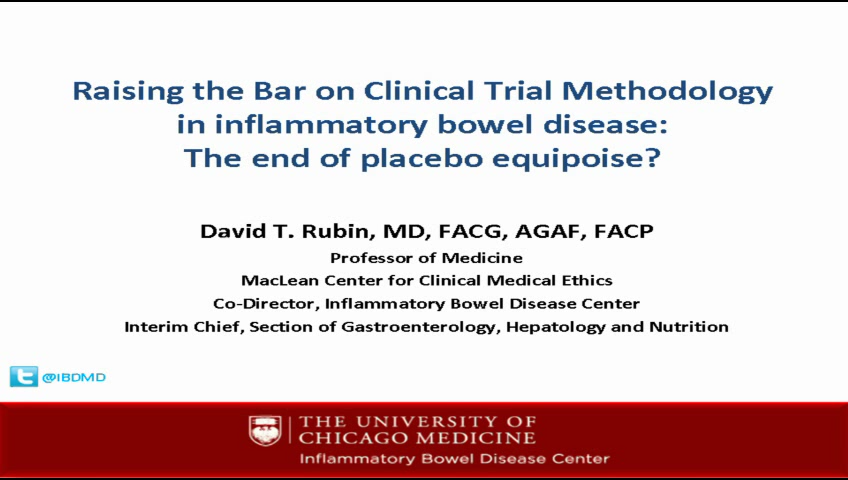 Raising the Bar on Clinical Trial Methodology
in inflammatory bowel disease:
The end of placebo equipoise?
David T. Rubin, MD, FACG, AGAF, FACP
Professor of Medicine
MacLean Center for Clinical Medical Ethics
Co-Director, Inflammatory Bowel Disease Center
Interim Chief, Section of Gastroenterology, Hepatology and Nutrition
@IBDMD
THE UNIVERSITY OF
CHICAGO MEDICINE
Inflammatory Bowel Disease Center